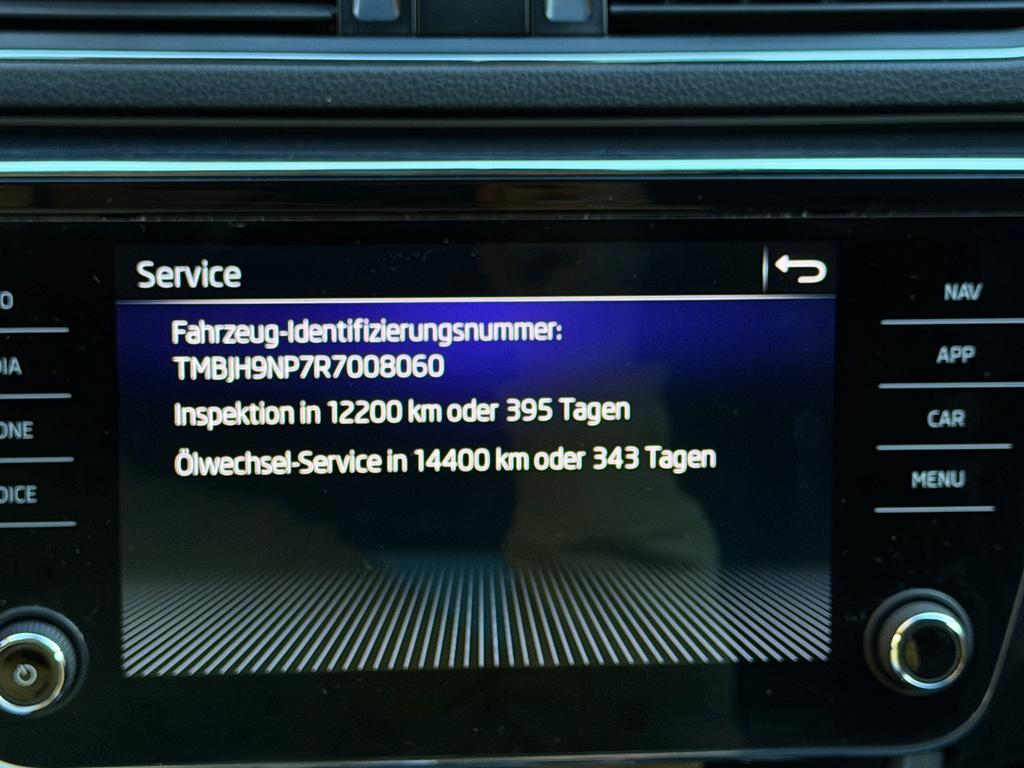 Service
NAV
APP
CAR
MENU
Fahrzeug-Identifizierungsnummer:
TMBJH9NP7R7008060
Inspektion in 12200 km oder 395 Tagen
Ölwechsel-Service in 14400 km oder 343 Tagen